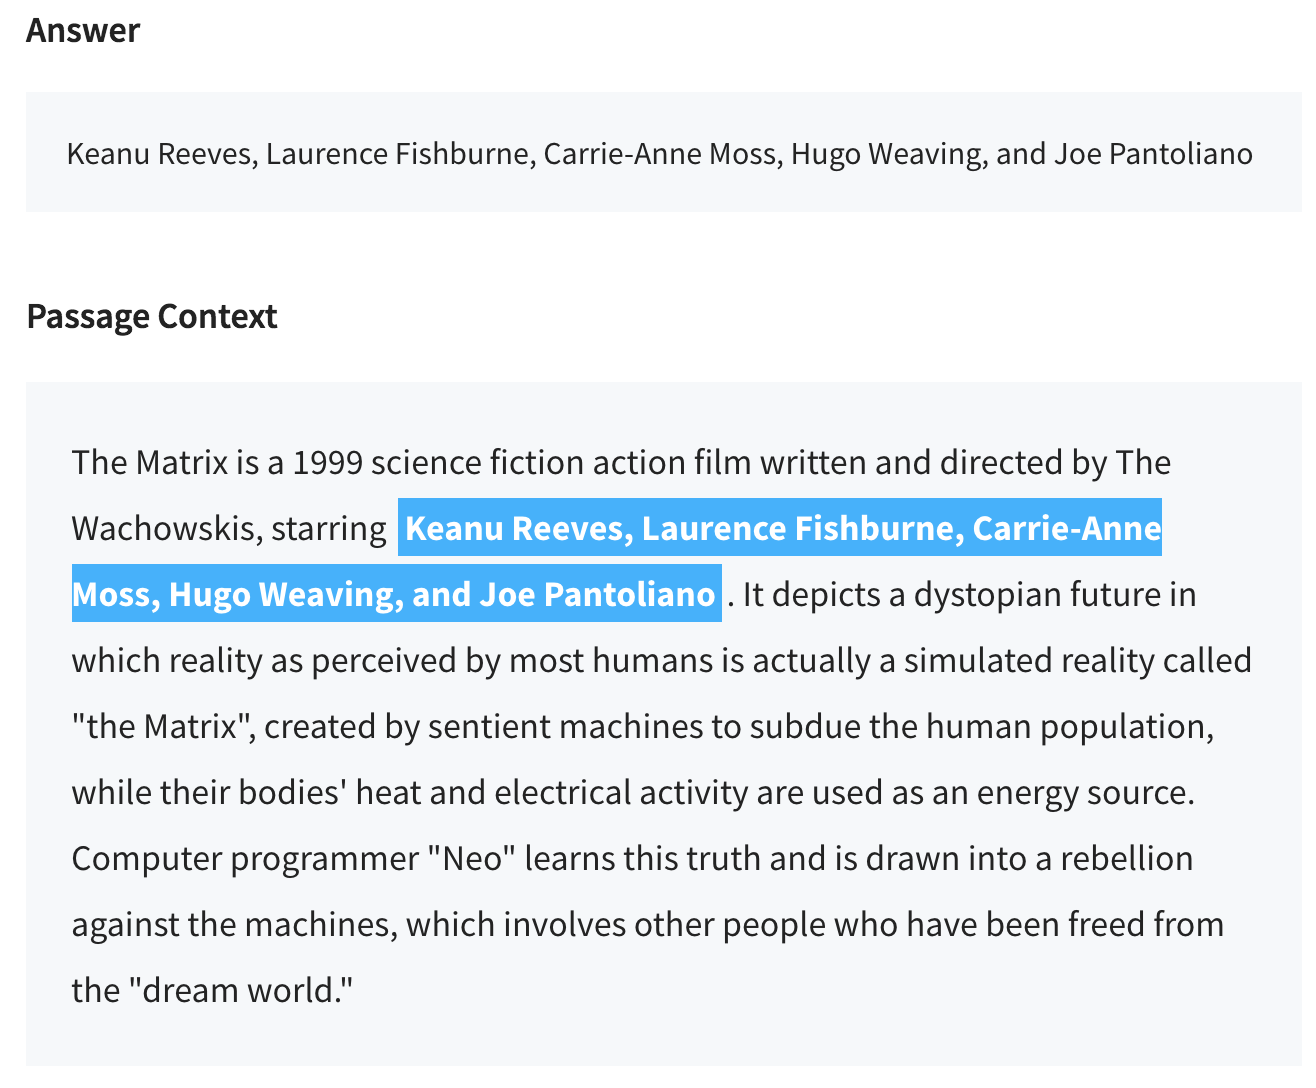 Answer
Keanu Reeves, Laurence Fishburne, Carrie-Anne Moss, Hugo Weaving, and Joe Pantoliano
Passage Context
The Matrix is a 1999 science fiction action film written and directed by The
Wachowskis, starring Keanu Reeves, Laurence Fishburne, Carrie-Anne
Moss, Hugo Weaving, and Joe Pantoliano . It depicts a dystopian future in
which reality as perceived by most humans is actually a simulated reality called
"the Matrix", created by sentient machines to subdue the human population,
while their bodies' heat and electrical activity are used as an energy source.
Computer programmer "Neo" learns this truth and is drawn into a rebellion
against the machines, which involves other people who have been freed from
the "dream world."